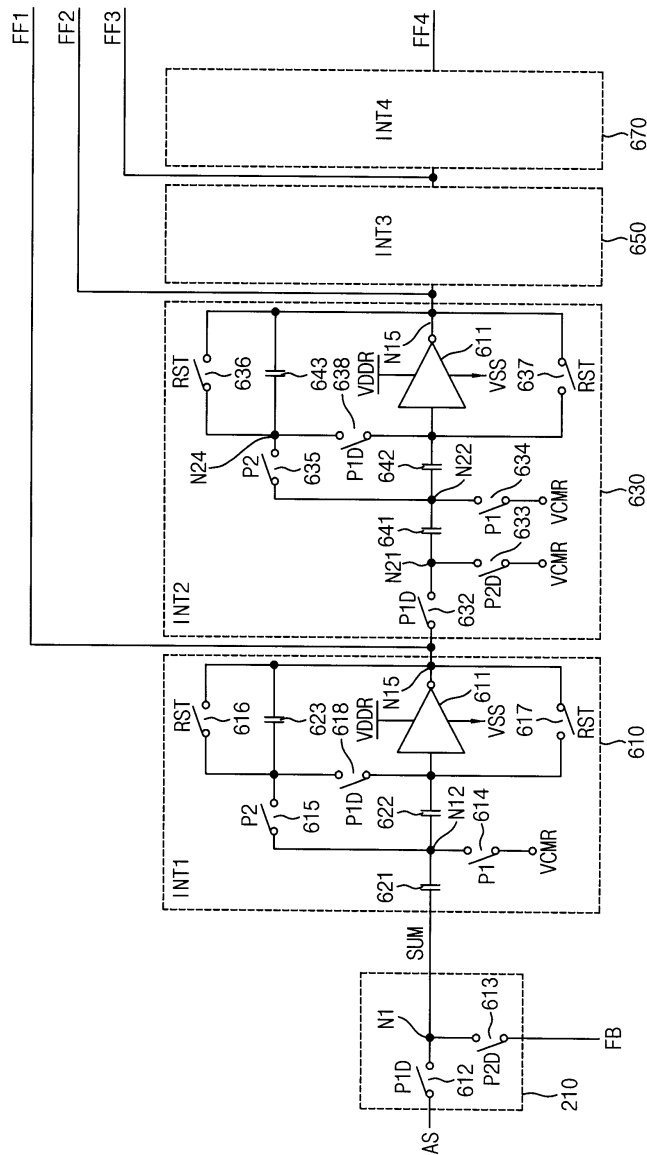 FF1
FF2
FF3
FF4
INT4
670
INT3
650
INT2
RST
636
N24
P2
635
643
638
P1D
VDDR
N15
611
VSS
637
RST
642
N22
634
P1
VCMR
641
N21
633
P2D
VCMR
P1D
632
630
INT1
RST
616
P2
615
623
618
P1D
VDDR
N15
611
VSS
617
RST
622
N12
614
P1
VCMR
621
610
SUM
N1
613
P1D
612
P2D
FB
AS
210